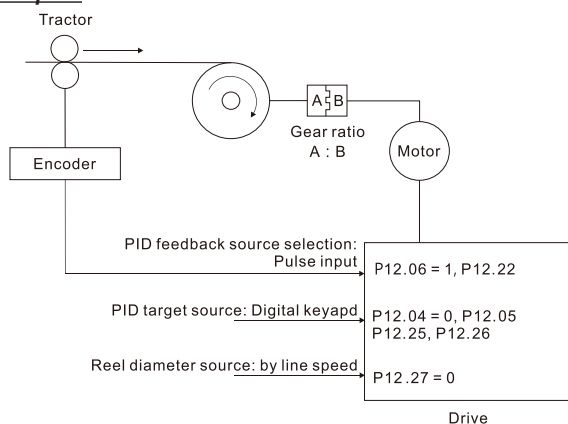 Tractor
A B
Gear ratio
A : B
Motor
Encoder
PID feedback source selection:
Pulse input
P12.06 = 1, P12.22
PID target source: Digital keyapd
P12.04 = 0, P12.05
P12.25, P12.26
Reel diameter source: by line speed
P12.27 = 0
Drive